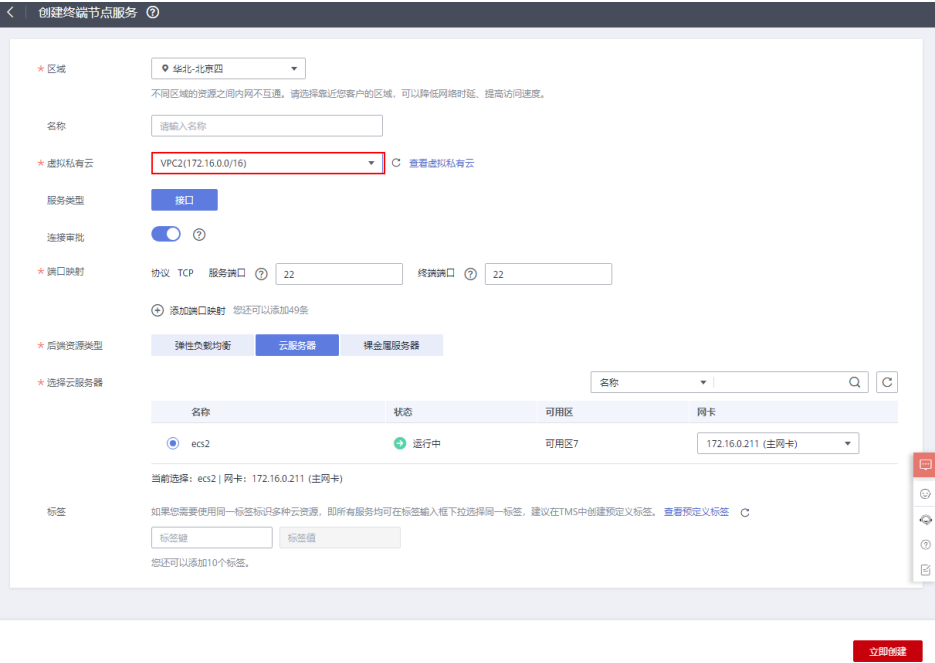 创建终端节点服务
* 区域 华北-北京四
不同区域的资源之间内网不互通。请选择靠近您客户的区域，可以降低网络时延、提高访问速度。
名称 请输入名称
* 虚拟私有云 VPC2(172.16.0.0/16) 查看虚拟私有云
服务类型 接口
连接审批
* 端口映射 协议 TCP 服务端口 22 终端端口 22
添加端口映射 您还可以添加49条
* 后端资源类型 弹性负载均衡 云服务器 裸金属服务器
* 选择云服务器 名称
名称 状态 可用区 网卡
ecs2 运行中 可用区7 172.16.0.211 (主网卡)
当前选择：ecs2 | 网卡：172.16.0.211 (主网卡)
标签 如果您需要使用同一标签标识多种云资源，即所有服务均可在标签输入框下拉选择同一标签，建议在TMS中创建预定义标签。 查看预定义标签
标签键 标签值
您还可以添加10个标签。
立即创建